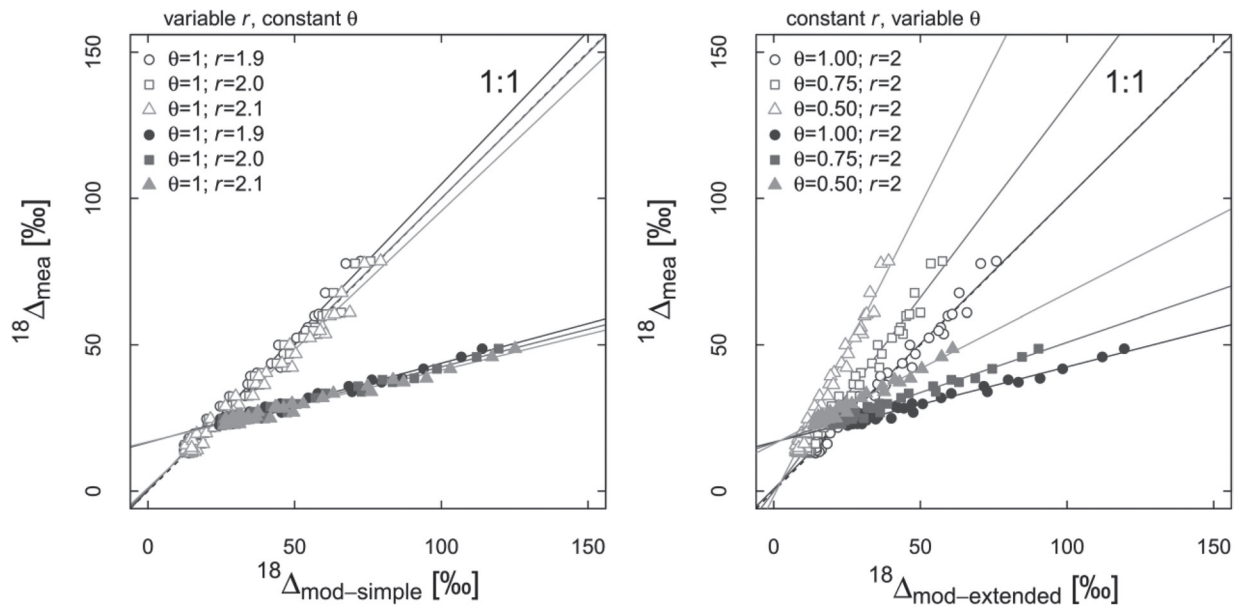 variable r, constant θ
150
100
50
0
¹⁸Δmea [‰]
θ=1; r=1.9
θ=1; r=2.0
θ=1; r=2.1
θ=1; r=1.9
θ=1; r=2.0
θ=1; r=2.1
1:1
0 50 100 150
¹⁸Δmod–simple [‰]
constant r, variable θ
150
100
50
0
¹⁸Δmea [‰]
θ=1.00; r=2
θ=0.75; r=2
θ=0.50; r=2
θ=1.00; r=2
θ=0.75; r=2
θ=0.50; r=2
1:1
0 50 100 150
¹⁸Δmod–extended [‰]